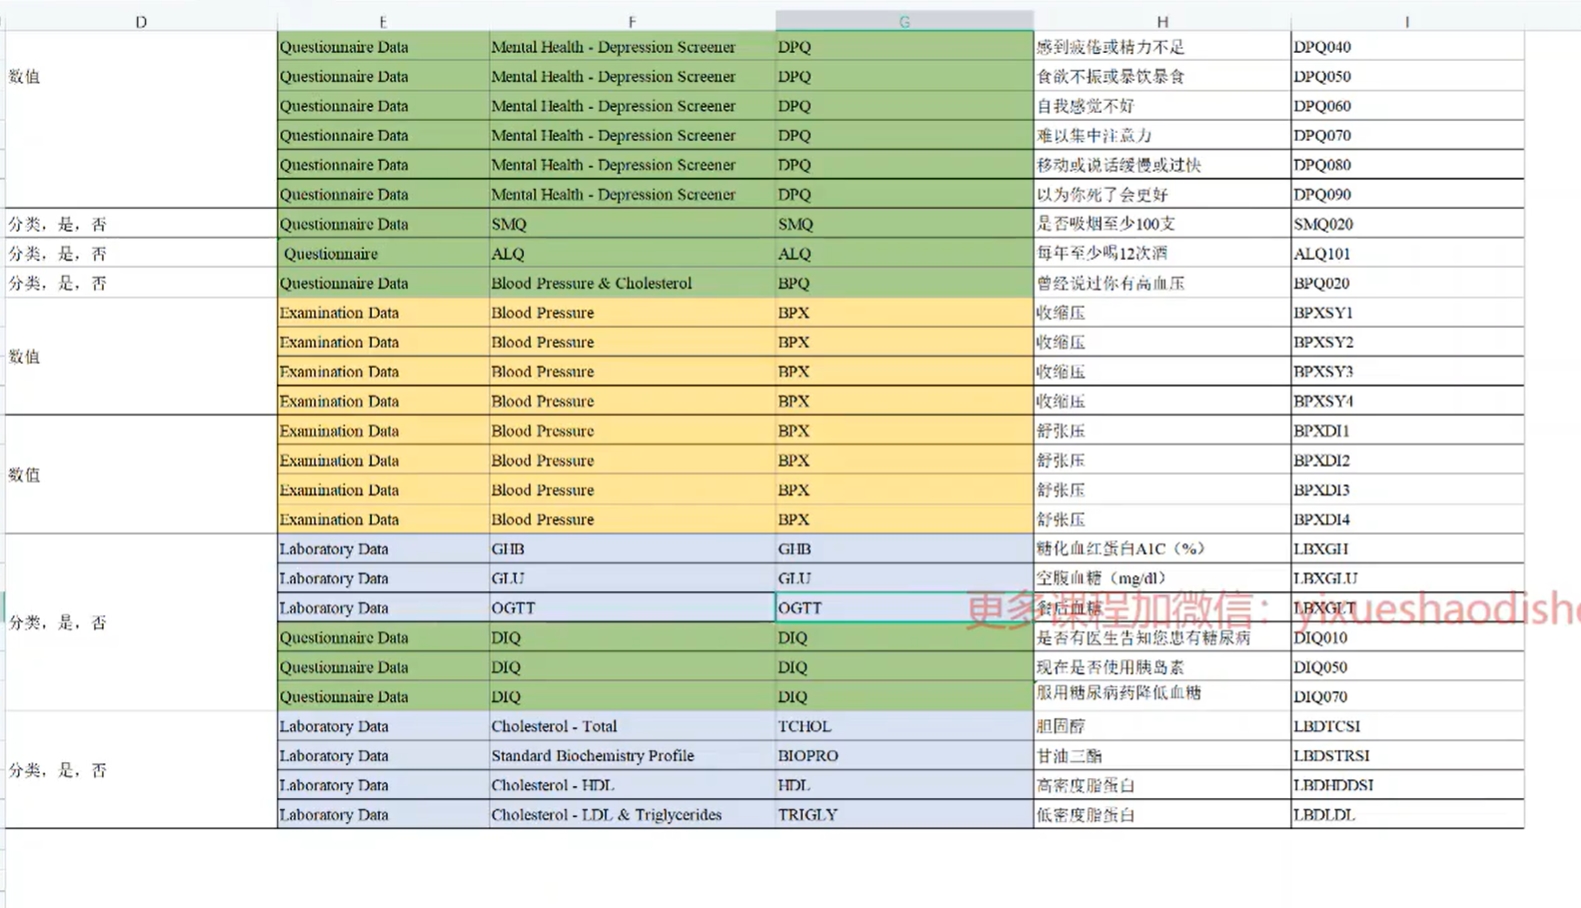 D E F G H I
Questionnaire Data Mental Health - Depression Screener DPQ 感到疲倦或精力不足 DPQ040
数值 Questionnaire Data Mental Health - Depression Screener DPQ 食欲不振或暴饮暴食 DPQ050
Questionnaire Data Mental Health - Depression Screener DPQ 自我感觉不好 DPQ060
Questionnaire Data Mental Health - Depression Screener DPQ 难以集中注意力 DPQ070
Questionnaire Data Mental Health - Depression Screener DPQ 移动或说话缓慢或过快 DPQ080
Questionnaire Data Mental Health - Depression Screener DPQ 以为你死了会更好 DPQ090
分类，是，否 Questionnaire Data SMQ SMQ 是否吸烟至少100支 SMQ020
分类，是，否 Questionnaire ALQ ALQ 每年至少喝12次酒 ALQ101
分类，是，否 Questionnaire Data Blood Pressure & Cholesterol BPQ 曾经说过你有高血压 BPQ020
Examination Data Blood Pressure BPX 收缩压 BPXSY1
Examination Data Blood Pressure BPX 收缩压 BPXSY2
数值 Examination Data Blood Pressure BPX 收缩压 BPXSY3
Examination Data Blood Pressure BPX 收缩压 BPXSY4
Examination Data Blood Pressure BPX 舒张压 BPXDI1
Examination Data Blood Pressure BPX 舒张压 BPXDI2
数值 Examination Data Blood Pressure BPX 舒张压 BPXDI3
Examination Data Blood Pressure BPX 舒张压 BPXDI4
Laboratory Data GHB GHB 糖化血红蛋白A1C（%） LBXGH
Laboratory Data GLU GLU 空腹血糖（mg/dl） LBXGLU
Laboratory Data OGTT OGTT 餐后血糖 LBXGLT
更多课程加微信：yixueshaodishe
分类，是，否 Questionnaire Data DIQ DIQ 是否有医生告知您患有糖尿病 DIQ010
Questionnaire Data DIQ DIQ 现在是否使用胰岛素 DIQ050
Questionnaire Data DIQ DIQ 服用糖尿病药降低血糖 DIQ070
Laboratory Data Cholesterol - Total TCHOL 胆固醇 LBDTCSI
Laboratory Data Standard Biochemistry Profile BIOPRO 甘油三酯 LBDSTRSI
分类，是，否 Laboratory Data Cholesterol - HDL HDL 高密度脂蛋白 LBDHDDSI
Laboratory Data Cholesterol - LDL & Triglycerides TRIGLY 低密度脂蛋白 LBDLDL